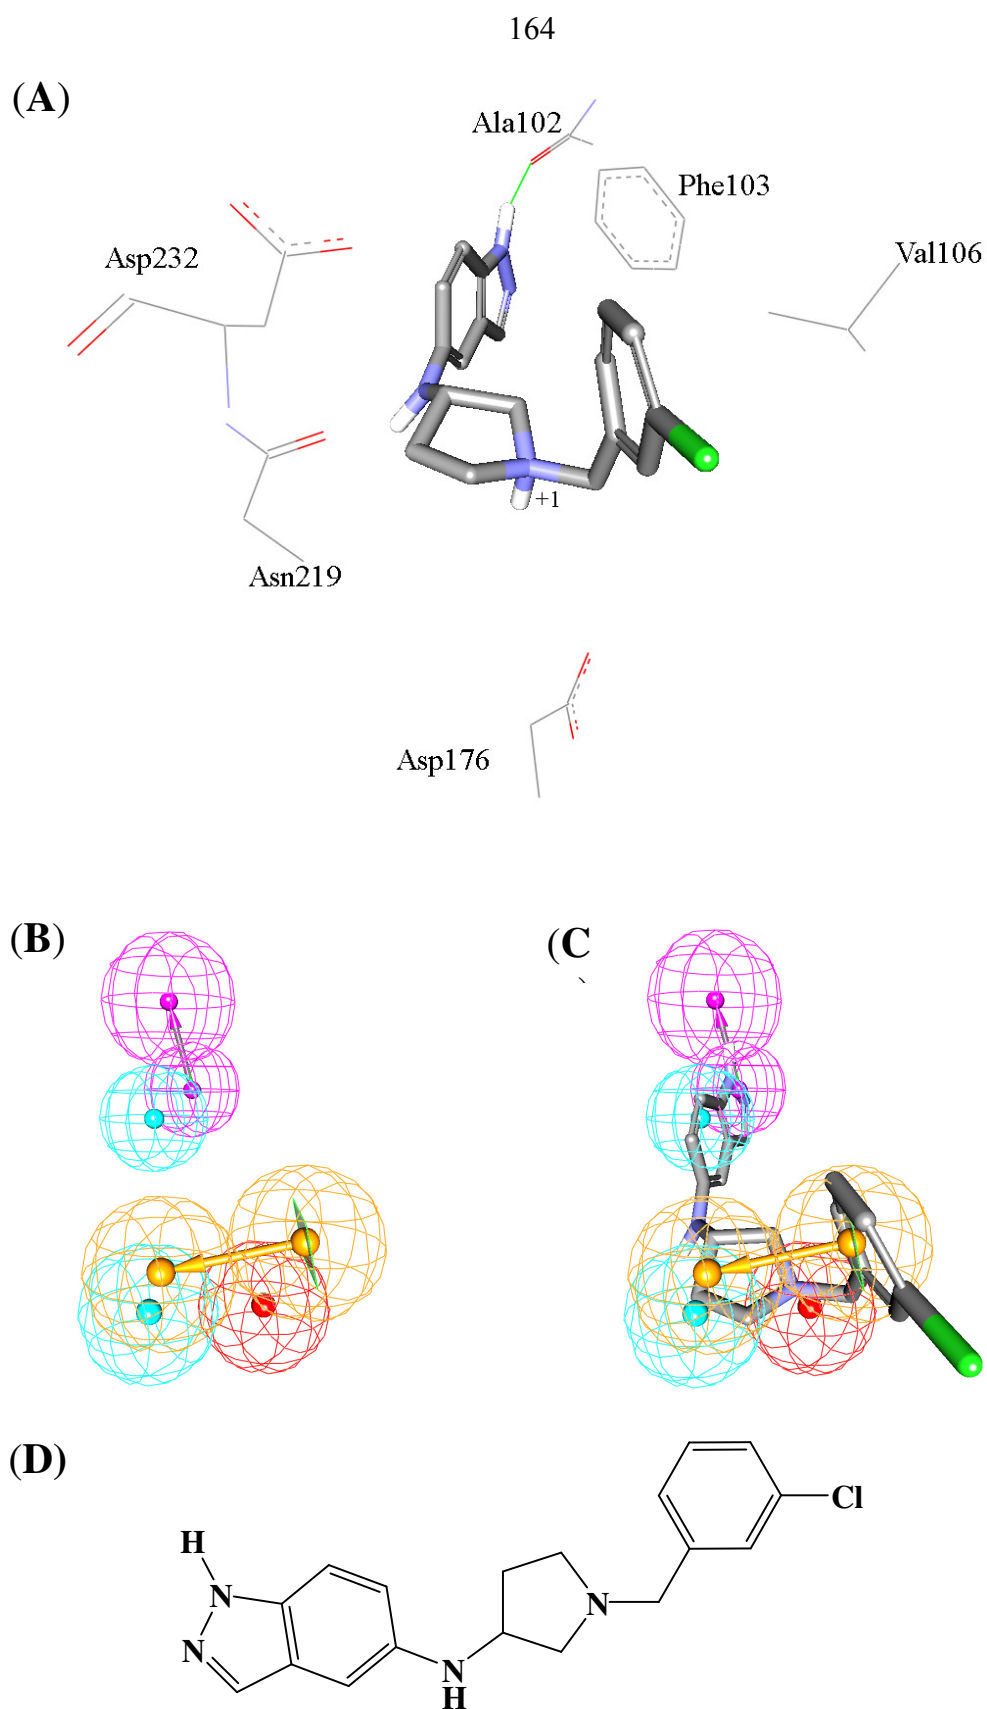 164
(A)
Ala102
Phe103
Asp232
Val106
+1
Asn219
Asp176
(B)
(C
(D)
Cl
H
N
N
N
N
H